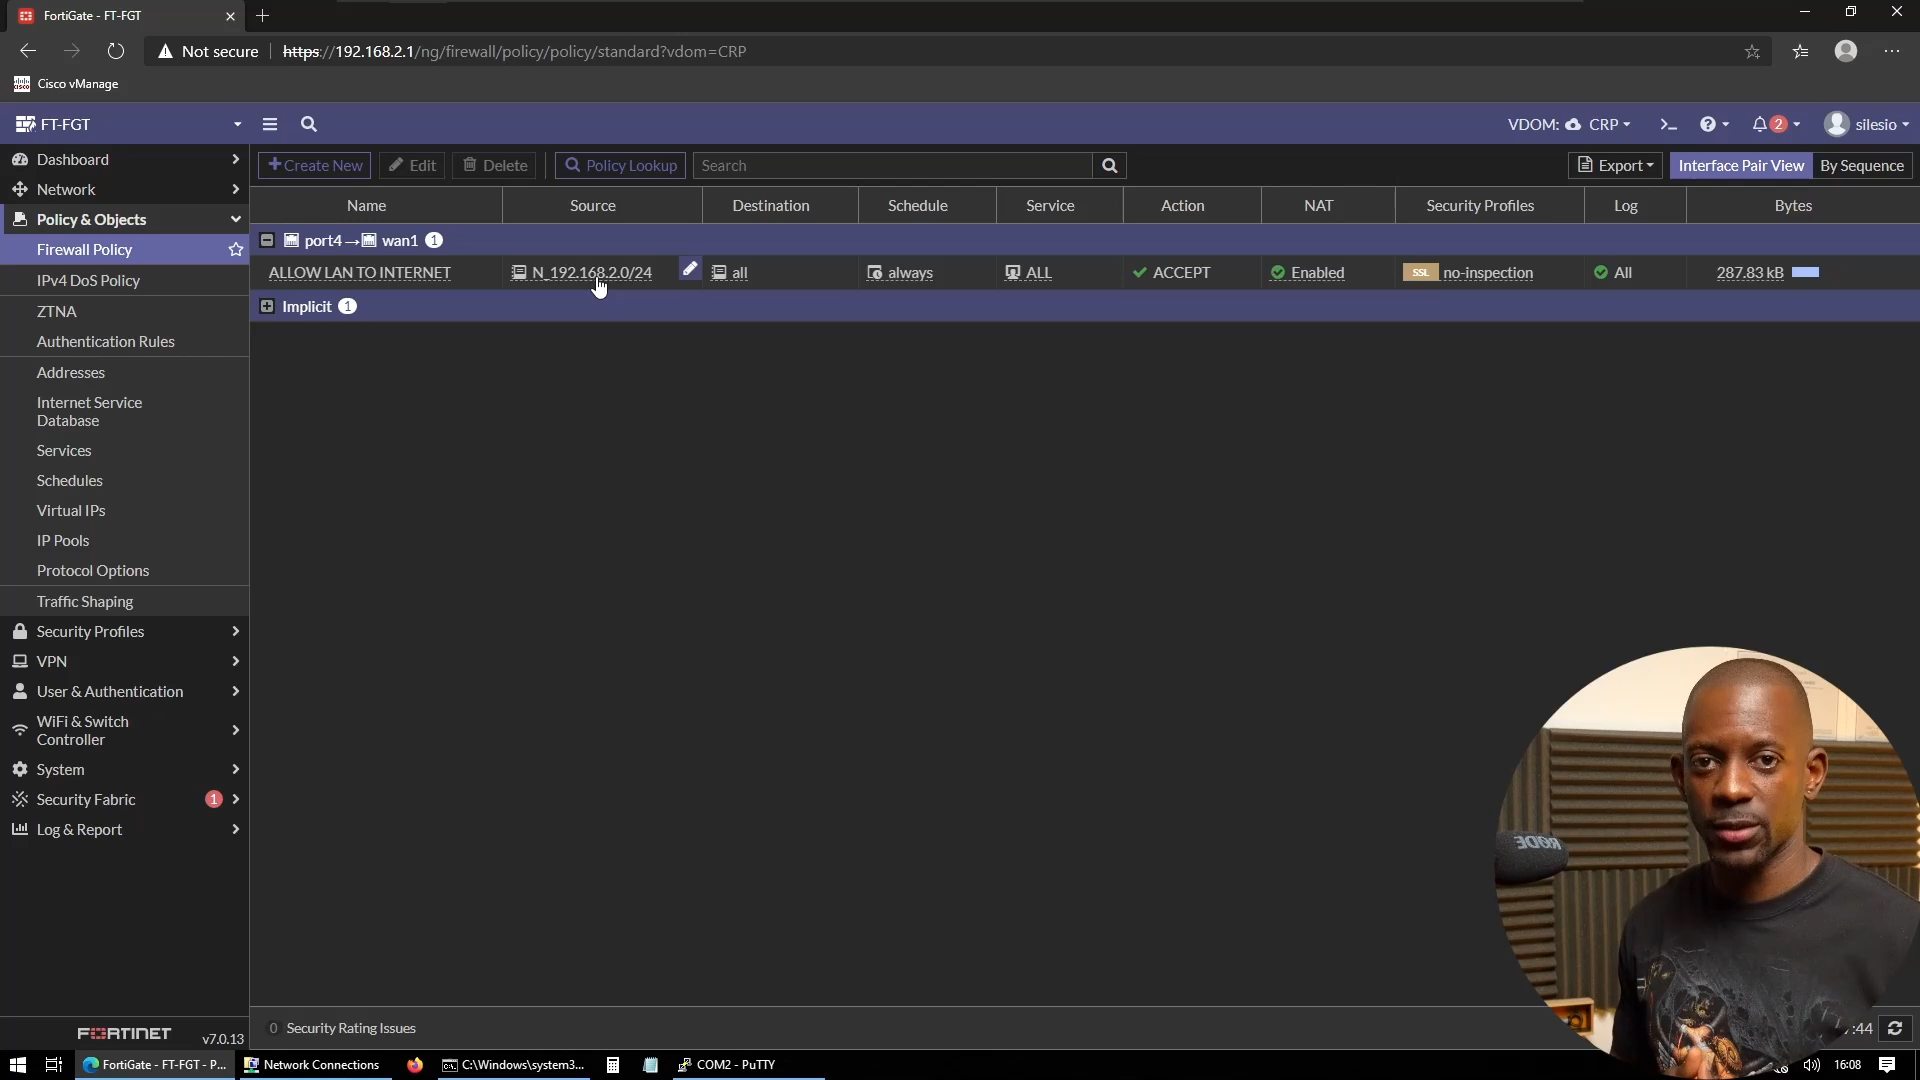 FortiGate - FT-FGT
Not secure
https://192.168.2.1/ng/firewall/policy/policy/standard?vdom=CRP
Cisco vManage
FT-FGT
VDOM: CRP
2
silesio
Dashboard
Network
Policy & Objects
Firewall Policy
IPv4 DoS Policy
ZTNA
Authentication Rules
Addresses
Internet Service
Database
Services
Schedules
Virtual IPs
IP Pools
Protocol Options
Traffic Shaping
Security Profiles
VPN
User & Authentication
WiFi & Switch
Controller
System
Security Fabric 1
Log & Report
FORTINET v7.0.13
+Create New Edit Delete Policy Lookup Search Export Interface Pair View By Sequence
Name Source Destination Schedule Service Action NAT Security Profiles Log Bytes
port4 → wan1 1
ALLOW LAN TO INTERNET N_192.168.2.0/24 all always ALL ACCEPT Enabled SSL no-inspection All 287.83 kB
Implicit 1
RODE
0 Security Rating Issues
:44
FortiGate - FT-FGT - P...
Network Connections
C:\Windows\system3...
COM2 - PuTTY
16:08